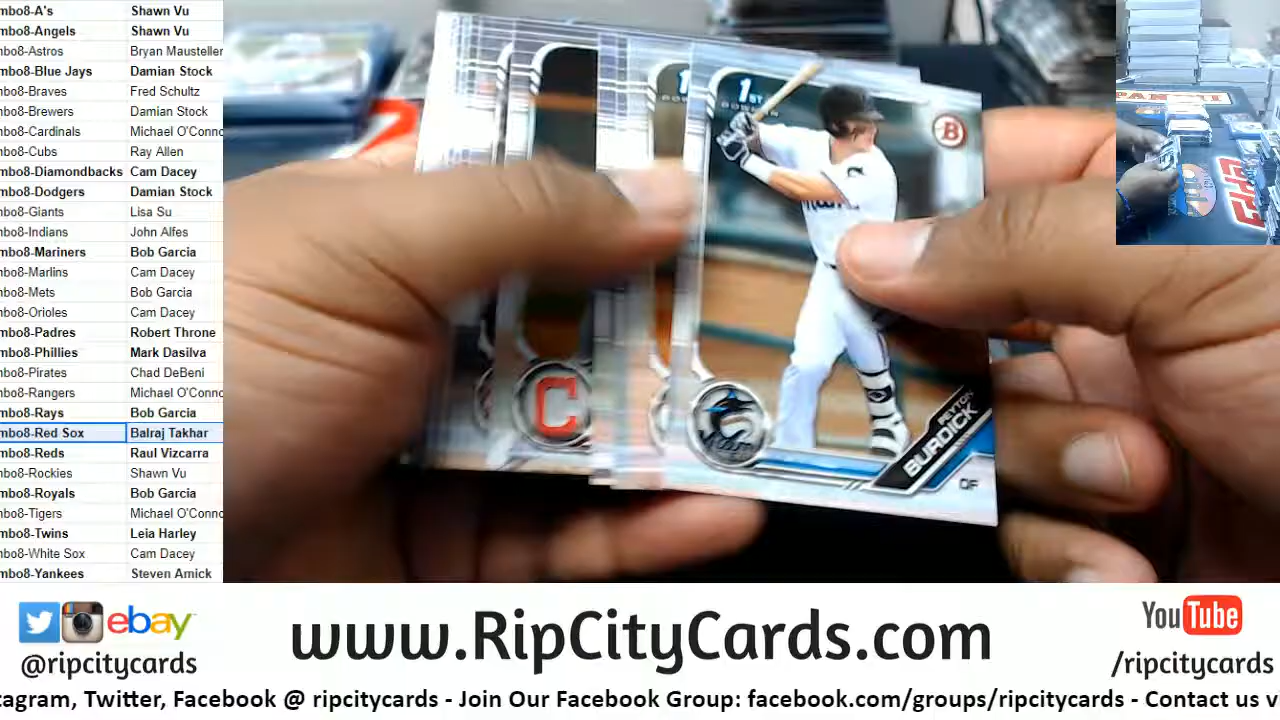 mbo8-A's Shawn Vu
mbo8-Angels Shawn Vu
nbo8-Astros Bryan Mausteller
mbo8-Blue Jays Damian Stock
mbo8-Braves Fred Schultz
mbo8-Brewers Damian Stock
mbo8-Cardinals Michael O'Conno
mbo8-Cubs Ray Allen
mbo8-Diamondbacks Cam Dacey
mbo8-Dodgers Damian Stock
mbo8-Giants Lisa Su
mbo8-Indians John Alfes
mbo8-Mariners Bob Garcia
mbo8-Marlins Cam Dacey
mbo8-Mets Bob Garcia
mbo8-Orioles Cam Dacey
mbo8-Padres Robert Throne
mbo8-Phillies Mark Dasilva
mbo8-Pirates Chad DeBeni
mbo8-Rangers Michael O'Conno
mbo8-Rays Bob Garcia
mbo8-Red Sox Balraj Takhar
mbo8-Reds Raul Vizcarra
mbo8-Rockies Shawn Vu
mbo8-Royals Bob Garcia
mbo8-Tigers Michael O'Conno
mbo8-Twins Leia Harley
mbo8-White Sox Cam Dacey
mbo8-Yankees Steven Amick
1ST
BOWMAN
B
PEYTON
BURDICK
OF
C
PANINI
TOPPS
ebay
@ripcitycards
www.RipCityCards.com
YouTube
/ripcitycards
stagram, Twitter, Facebook @ ripcitycards - Join Our Facebook Group: facebook.com/groups/ripcitycards - Contact us v